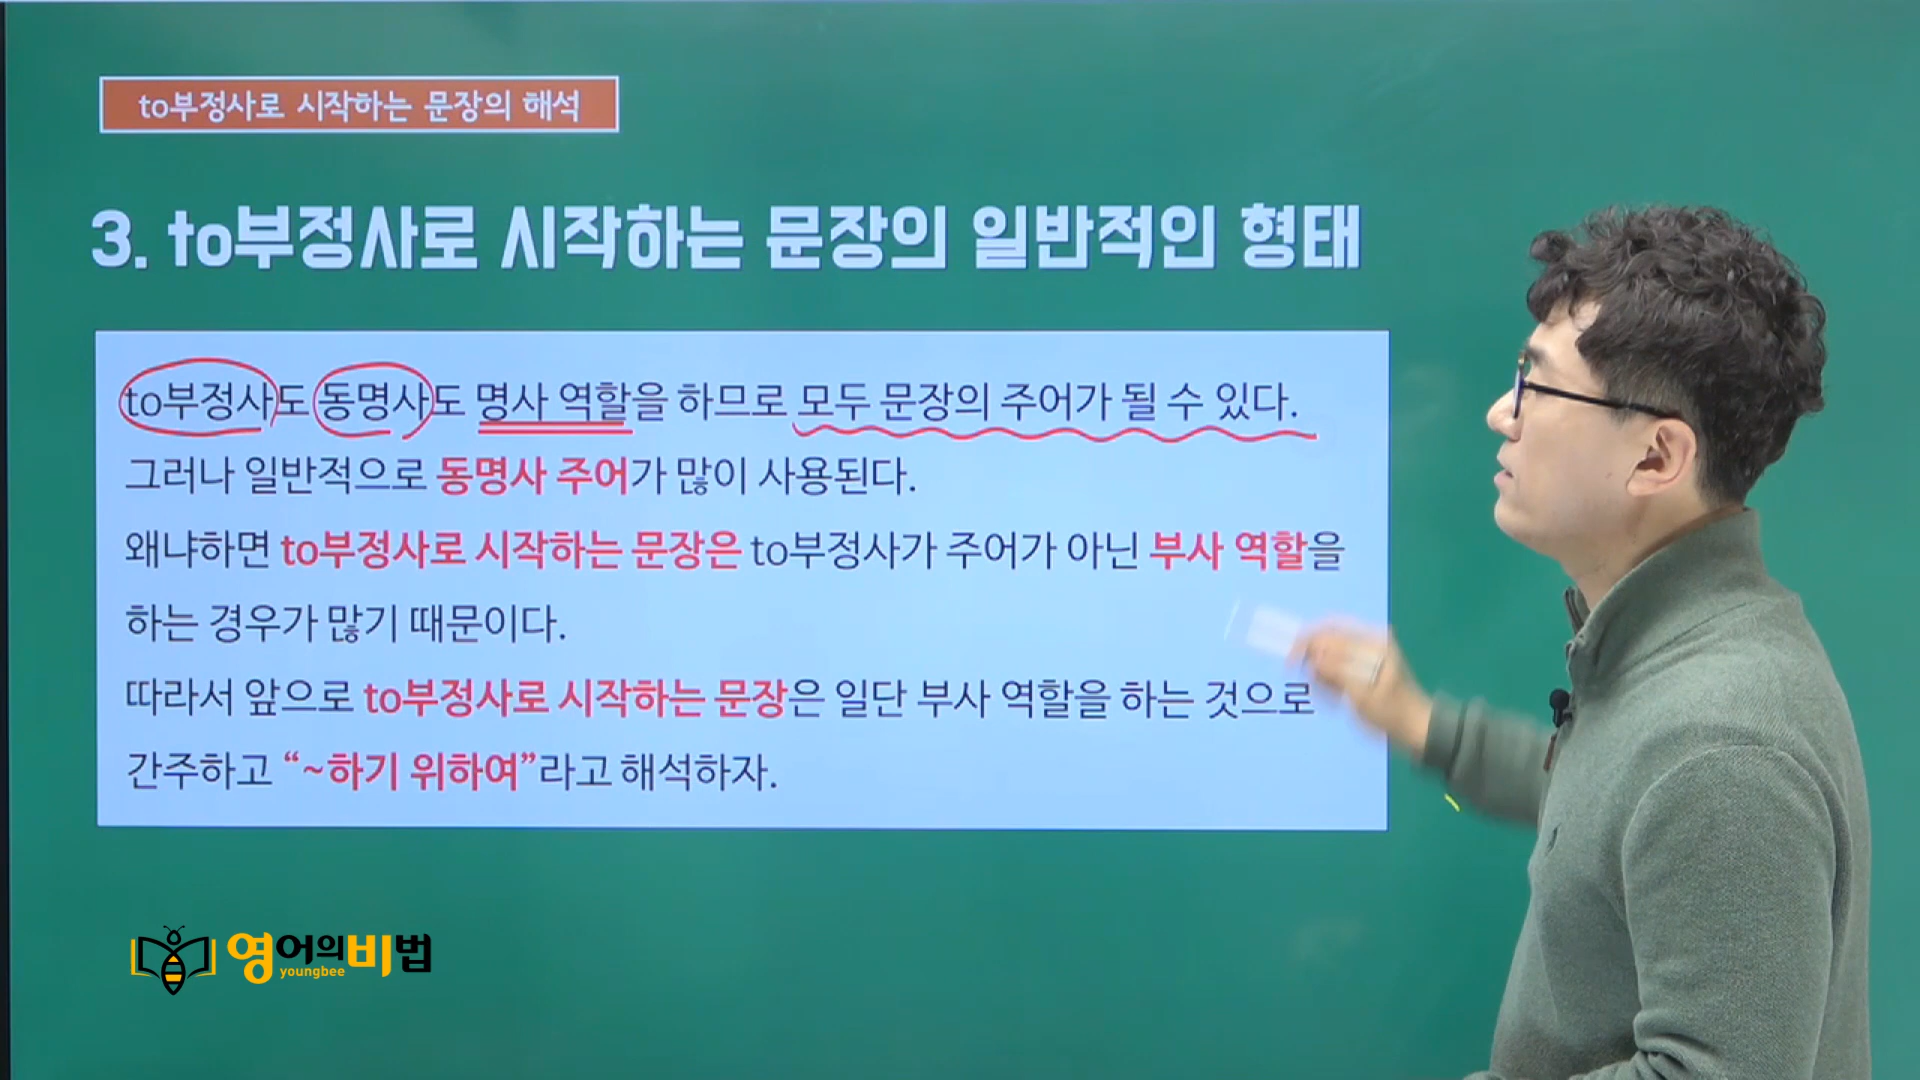 to부정사로 시작하는 문장의 해석
3. to부정사로 시작하는 문장의 일반적인 형태
to부정사도 동명사도 명사 역할을 하므로 모두 문장의 주어가 될 수 있다.
그러나 일반적으로 동명사 주어가 많이 사용된다.
왜냐하면 to부정사로 시작하는 문장은 to부정사가 주어가 아닌 부사 역할을
하는 경우가 많기 때문이다.
따라서 앞으로 to부정사로 시작하는 문장은 일단 부사 역할을 하는 것으로
간주하고 “~하기 위하여”라고 해석하자.
영어의비법
youngbee